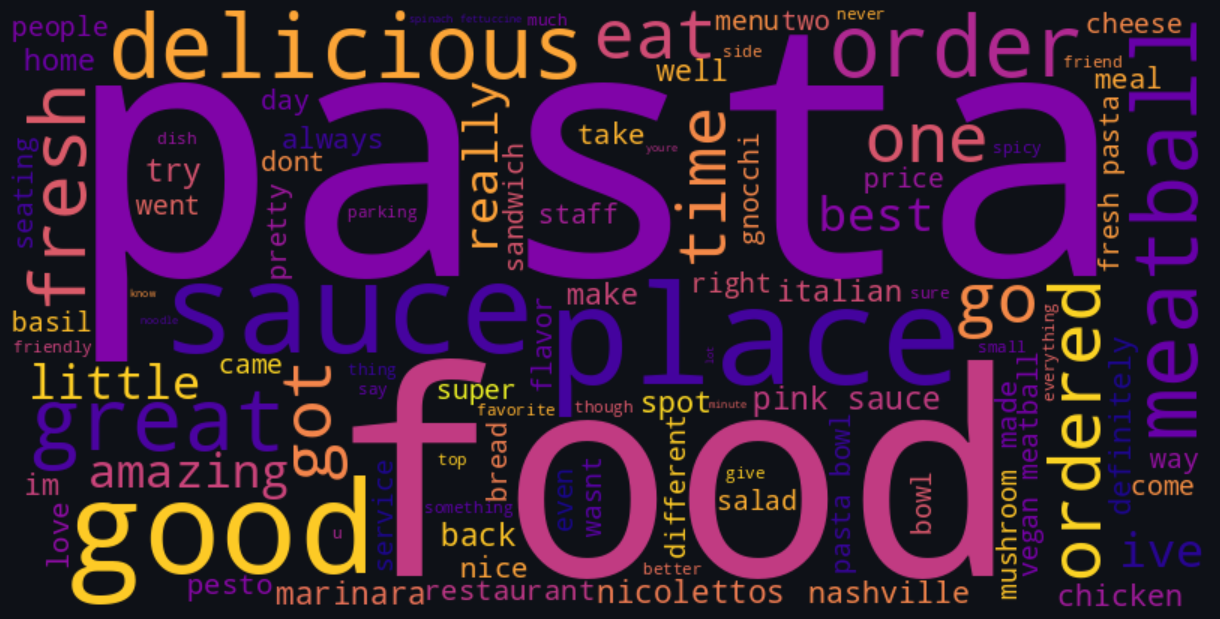 people
home
delicious
spinach fettuccine
much
eat
menu
two
never
side
well
order
cheese
friend
meal
meatball
fresh
seating
pasta
dish
try
went
day
always
dont
pretty
parking
really
sandwich
take
youre
staff
time
gnocchi
one
spicy
price
best
fresh pasta
know
noodle
sauce
flavor
make
right
italian
sure
place
lot
go
small
everything
ordered
definitely
basil
friendly
little
came
got
thing
say
super
favorite
though
spot
minute
pink sauce
made
vegan meatball
great
amazing
im
love
good
u
service
food
top
bread
something
even
wasnt
different
give
salad
pasta bowl
bowl
mushroom
way
come
ive
back
nice
better
pesto
marinara
restaurant
nicolettos
nashville
chicken